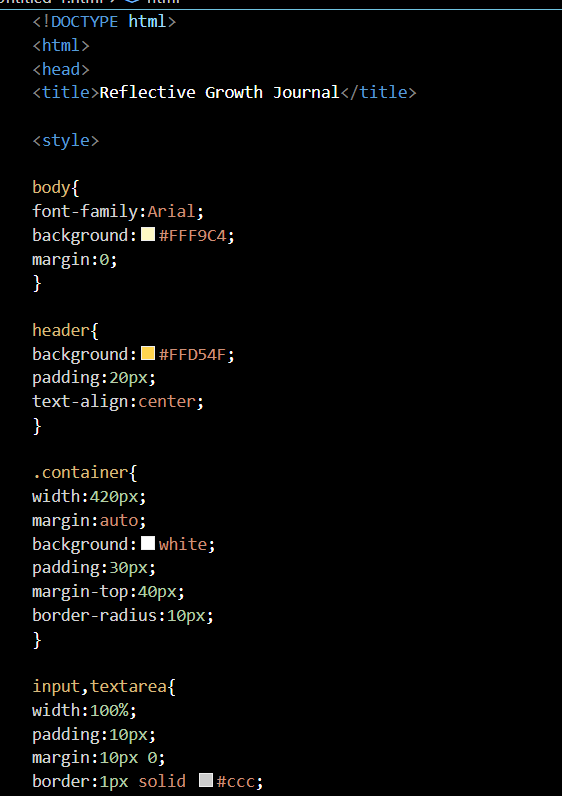 <!DOCTYPE html>
<html>
<head>
<title>Reflective Growth Journal</title>
<style>
body{
font-family:Arial;
background:#FFF9C4;
margin:0;
}
header{
background:#FFD54F;
padding:20px;
text-align:center;
}
.container{
width:420px;
margin:auto;
background:white;
padding:30px;
margin-top:40px;
border-radius:10px;
}
input,textarea{
width:100%;
padding:10px;
margin:10px 0;
border:1px solid #ccc;